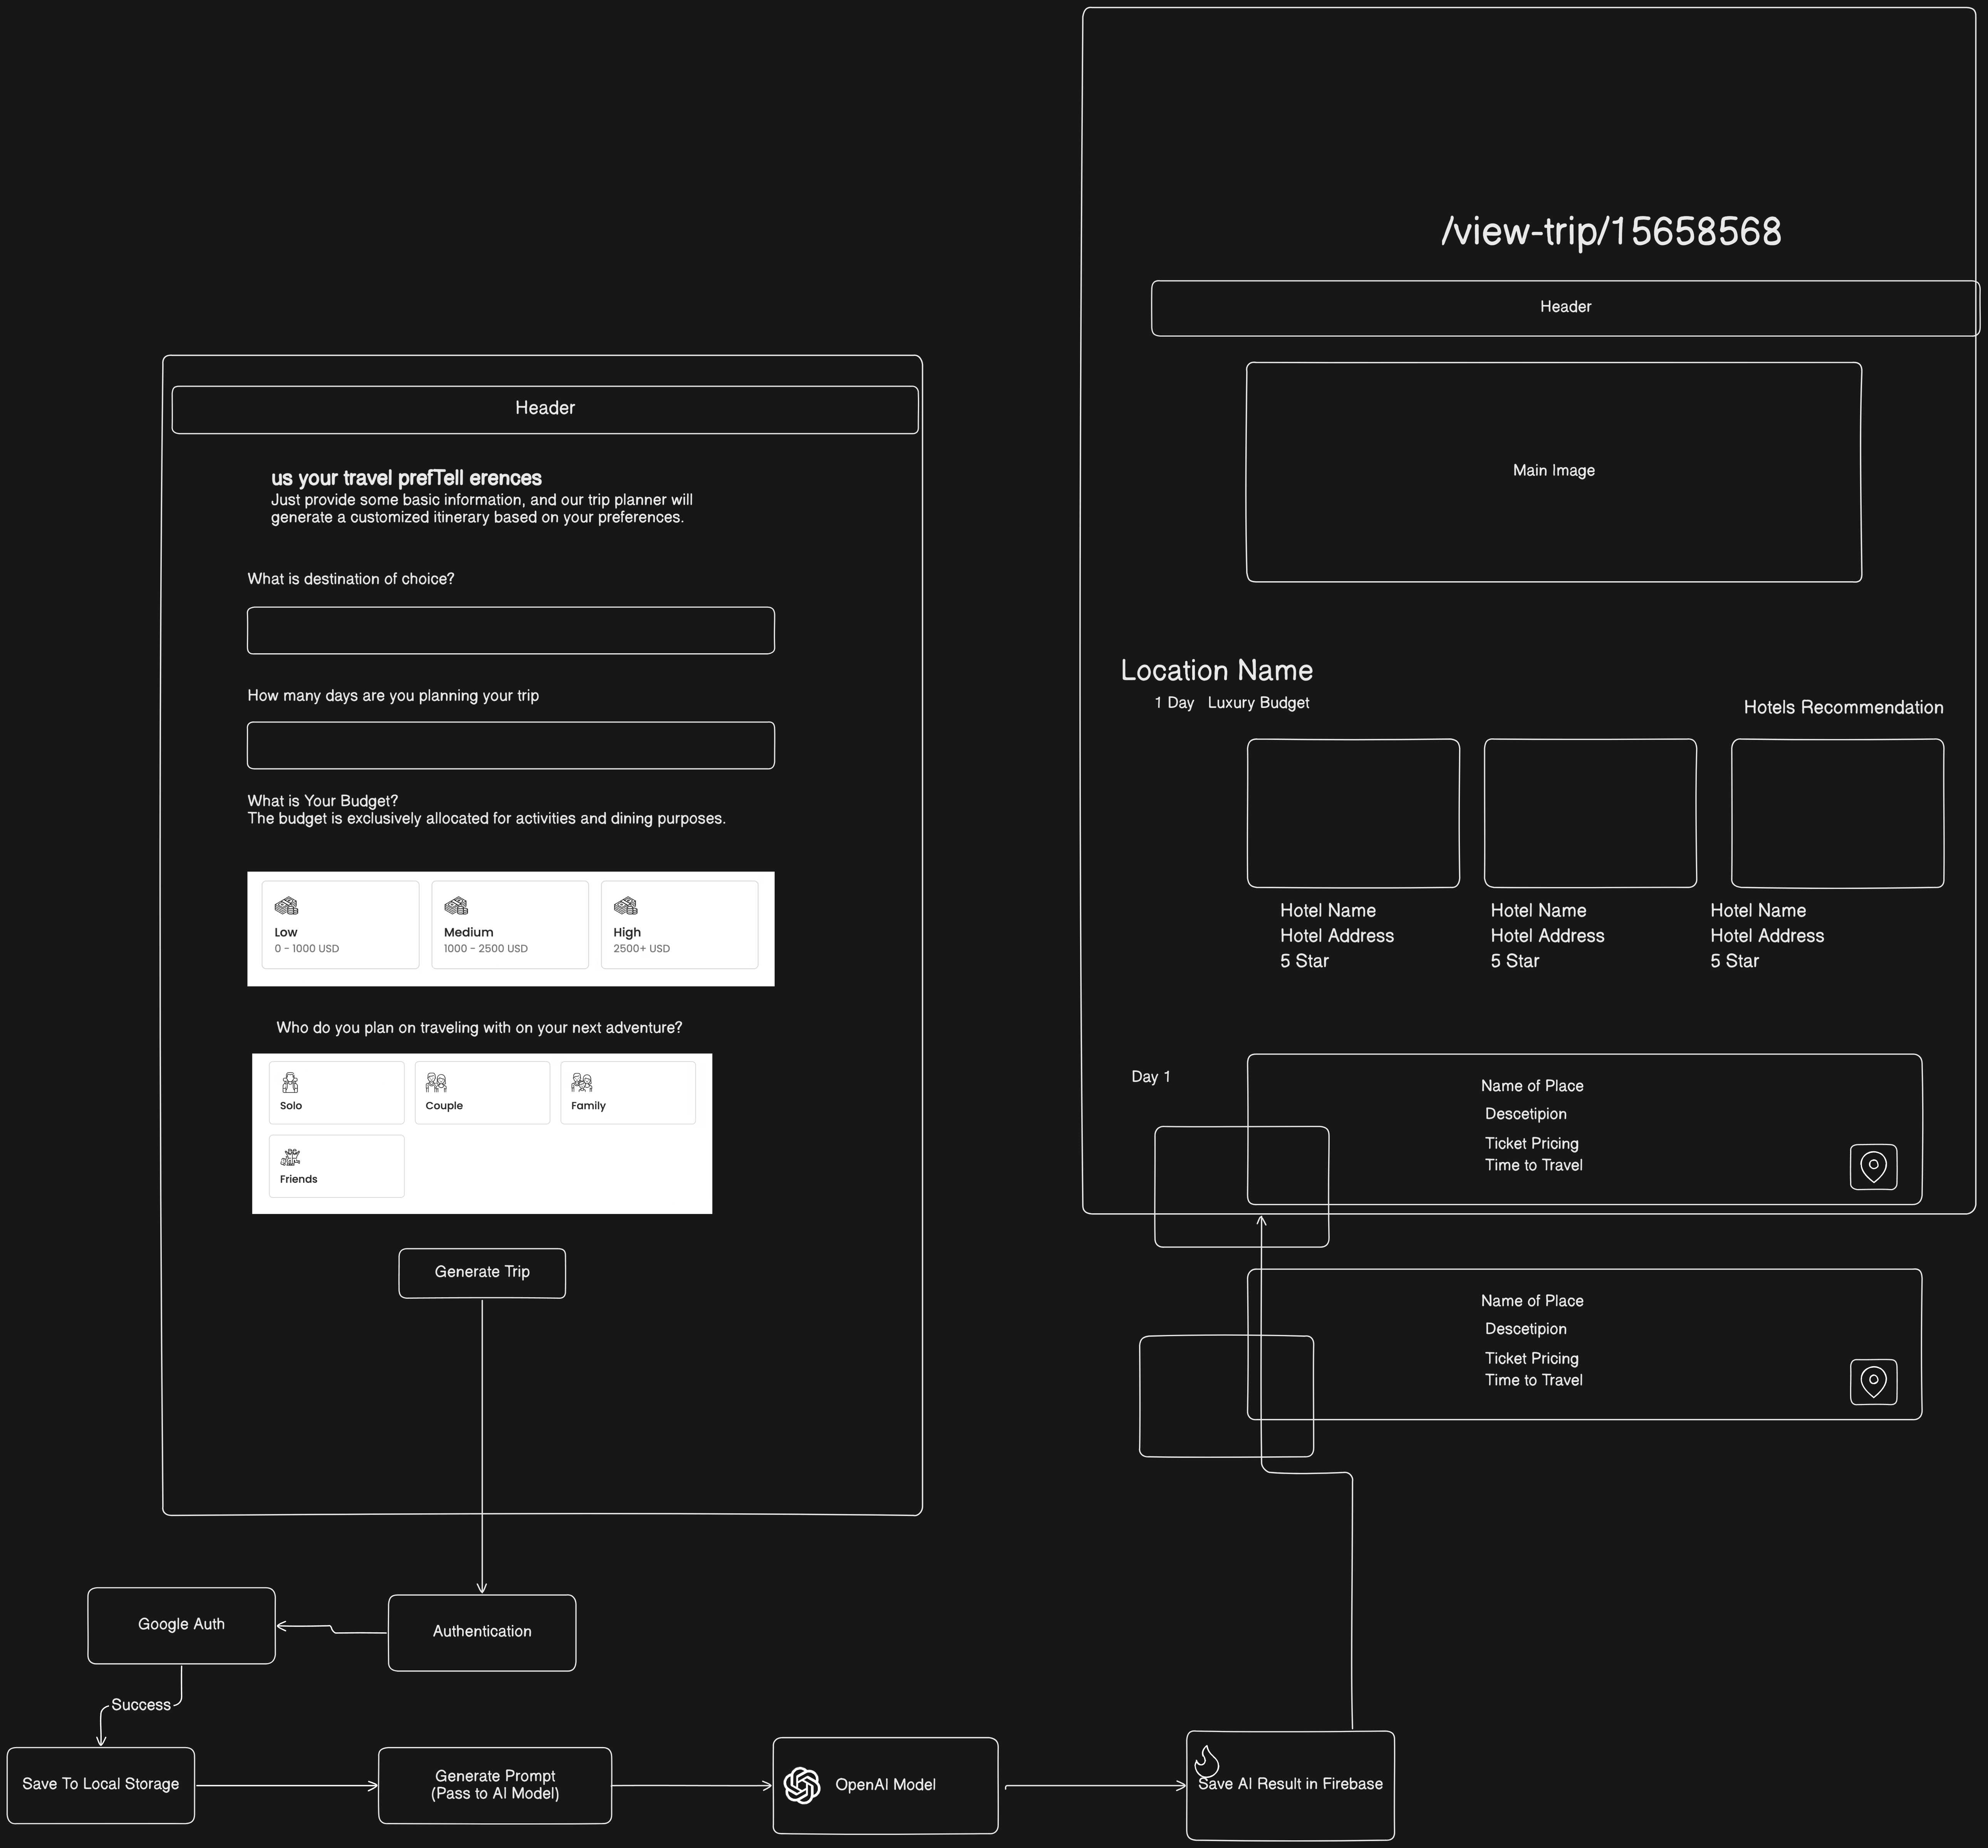 /view-trip/15658568
Header
Main Image
Location Name
1 Day Luxury Budget
Hotels Recommendation
Hotel Name
Hotel Address
5 Star
Hotel Name
Hotel Address
5 Star
Hotel Name
Hotel Address
5 Star
Day 1
Name of Place
Descetipion
Ticket Pricing
Time to Travel
Name of Place
Descetipion
Ticket Pricing
Time to Travel
Header
us your travel prefTell erences
Just provide some basic information, and our trip planner will
generate a customized itinerary based on your preferences.
What is destination of choice?
How many days are you planning your trip
What is Your Budget?
The budget is exclusively allocated for activities and dining purposes.
Low
0 - 1000 USD
Medium
1000 - 2500 USD
High
2500+ USD
Who do you plan on traveling with on your next adventure?
Solo
Couple
Family
Friends
Generate Trip
Authentication
Google Auth
Success
Save To Local Storage
Generate Prompt
(Pass to AI Model)
OpenAI Model
Save AI Result in Firebase